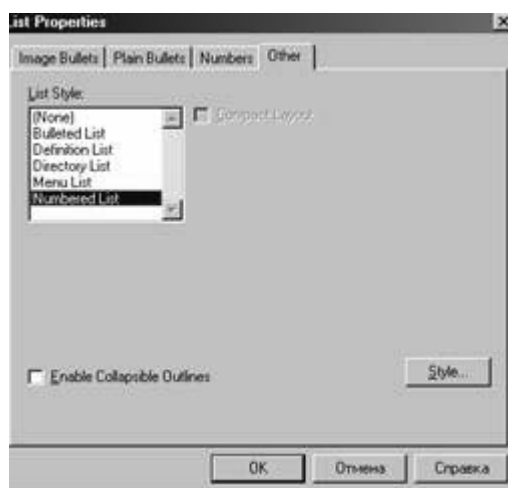 List Properties
Image Bullets Plain Bullets Numbers Other
List Style:
(None)
Bulleted List
Definition List
Directory List
Menu List
Numbered List
Compact Layout
Enable Collapsible Outlines
Style...
OK Отмена Справка